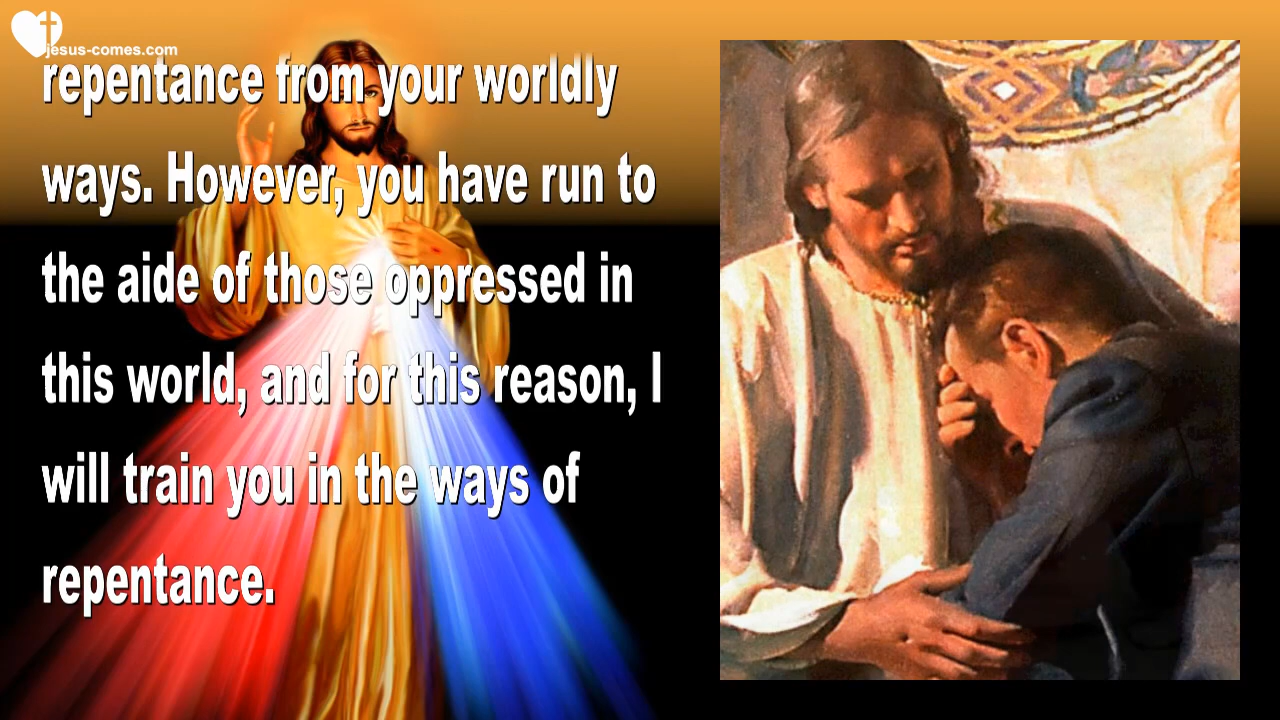 jesus-comes.com
repentance from your worldly
ways. However, you have run to
the aide of those oppressed in
this world, and for this reason, I
will train you in the ways of
repentance.